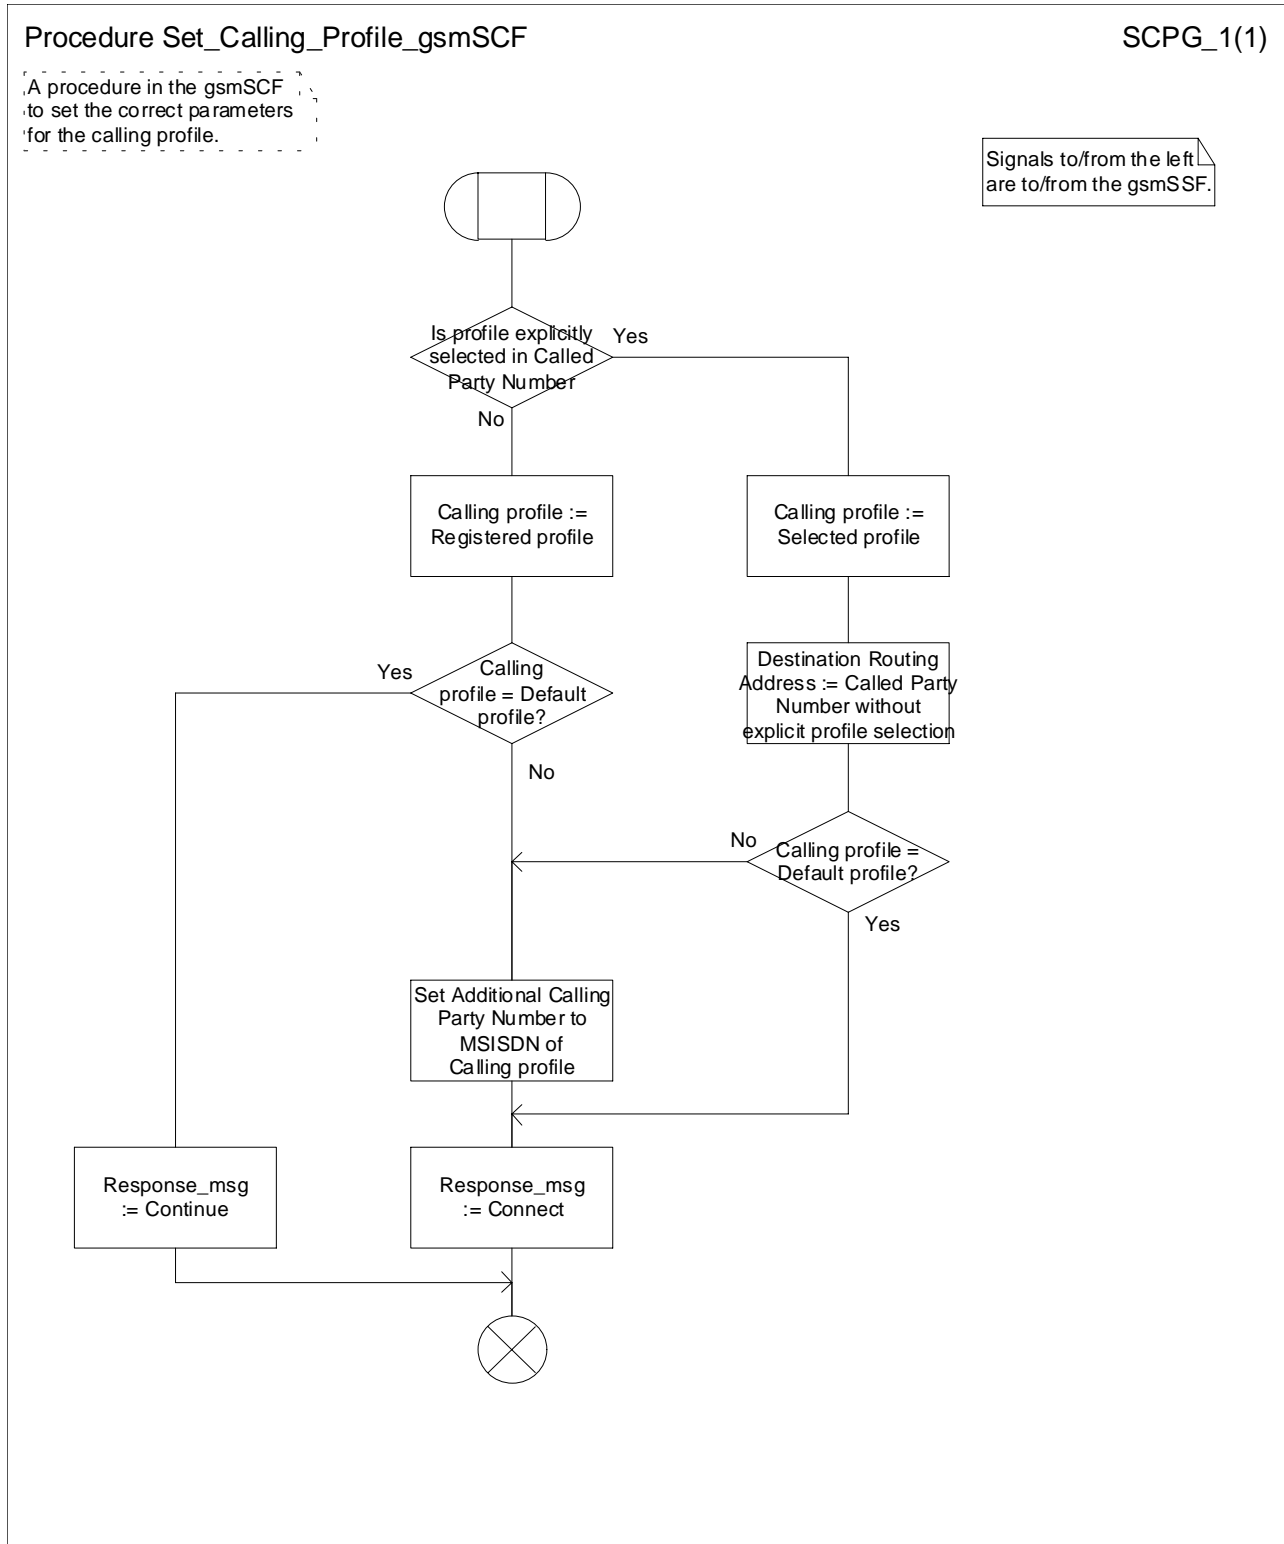 Procedure Set_Calling_Profile_gsmSCF
SCPG_1(1)
A procedure in the gsmSCF
to set the correct parameters
for the calling profile.
Signals to/from the left
are to/from the gsmSSF.
Is profile explicitly
selected in Called
Party Number
Yes
No
Calling profile :=
Registered profile
Calling profile :=
Selected profile
Yes
Calling
profile = Default
profile?
No
Destination Routing
Address := Called Party
Number without
explicit profile selection
No
Calling profile =
Default profile?
Yes
Set Additional Calling
Party Number to
MSISDN of
Calling profile
Response_msg
:= Continue
Response_msg
:= Connect